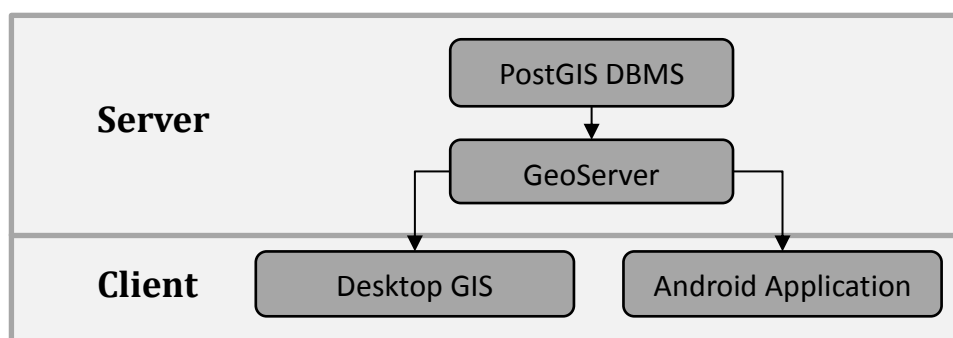 PostGIS DBMS
Server
GeoServer
Client
Desktop GIS
Android Application